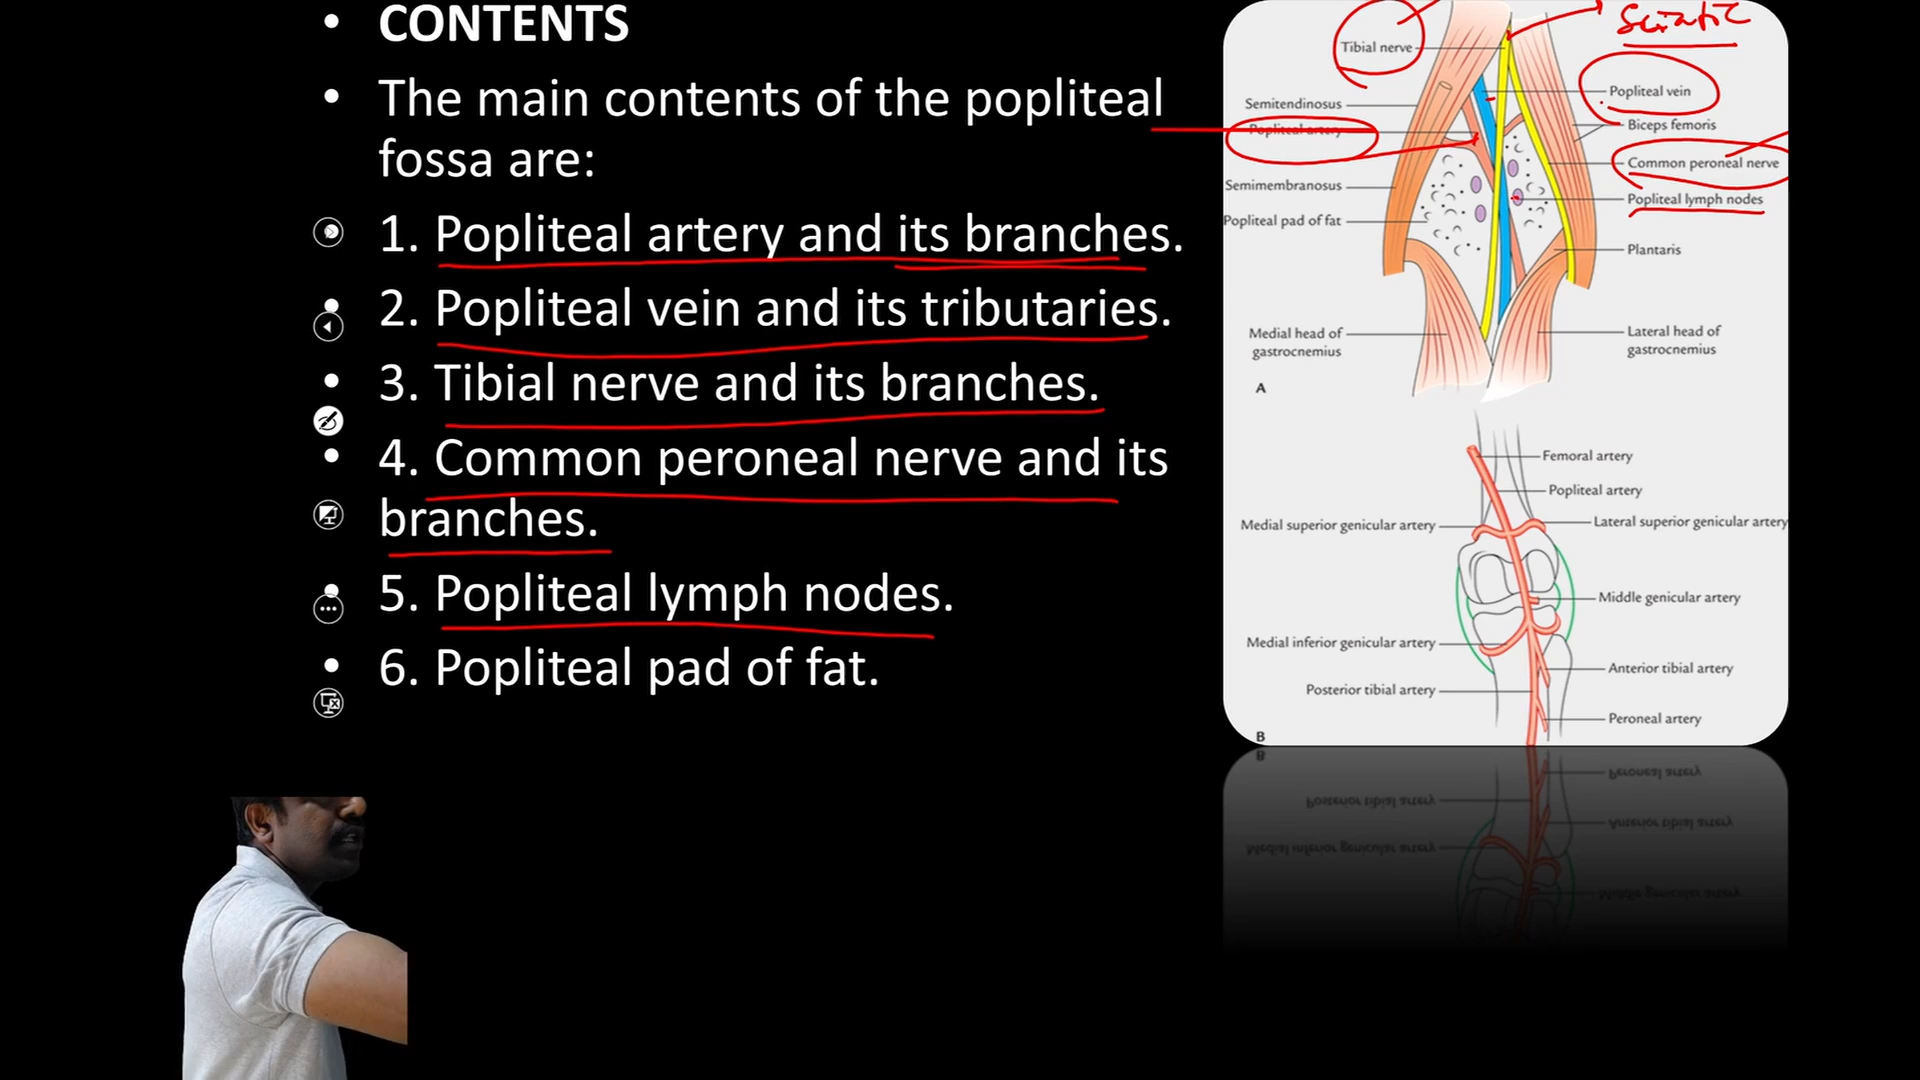 • CONTENTS
• The main contents of the popliteal
fossa are:
1. Popliteal artery and its branches.
• 2. Popliteal vein and its tributaries.
• 3. Tibial nerve and its branches.
• 4. Common peroneal nerve and its
branches.
• 5. Popliteal lymph nodes.
• 6. Popliteal pad of fat.
Sciatic
Tibial nerve
Popliteal vein
Semitendinosus
Biceps femoris
Popliteal artery
Common peroneal nerve
Semimembranosus
Popliteal lymph nodes
Popliteal pad of fat
Plantaris
Medial head of
gastrocnemius
Lateral head of
gastrocnemius
A
Femoral artery
Popliteal artery
Medial superior genicular artery
Lateral superior genicular artery
Middle genicular artery
Medial inferior genicular artery
Anterior tibial artery
Posterior tibial artery
Peroneal artery
B